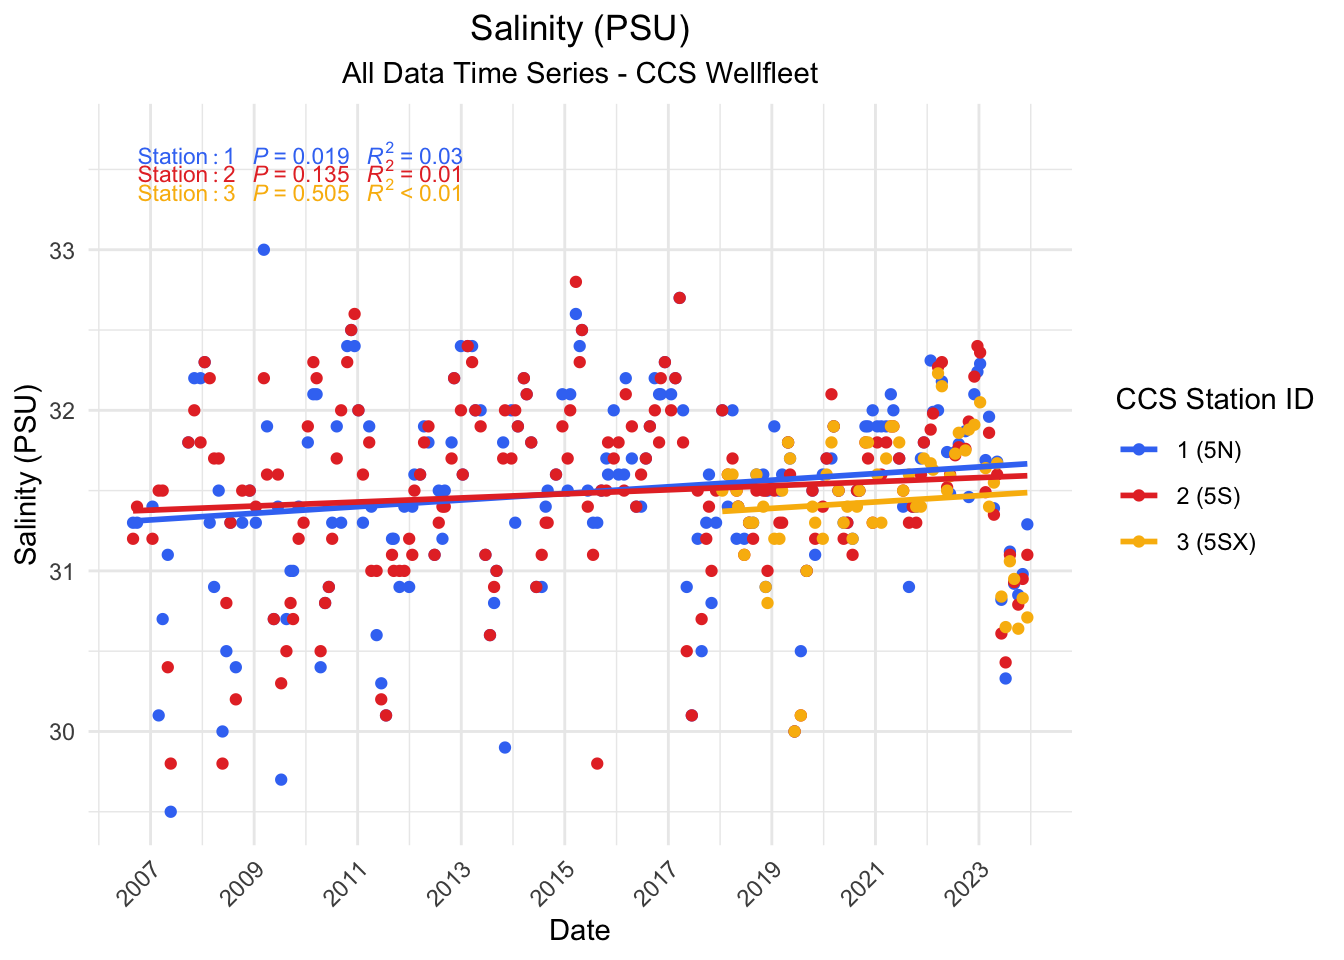 Salinity (PSU)
All Data Time Series - CCS Wellfleet
Station : 1 P = 0.019 R² = 0.03
Station : 2 P = 0.135 R² = 0.01
Station : 3 P = 0.505 R² < 0.01
Salinity (PSU)
33
32
31
30
2007
2009
2011
2013
2015
2017
2019
2021
2023
Date
CCS Station ID
1 (5N)
2 (5S)
3 (5SX)